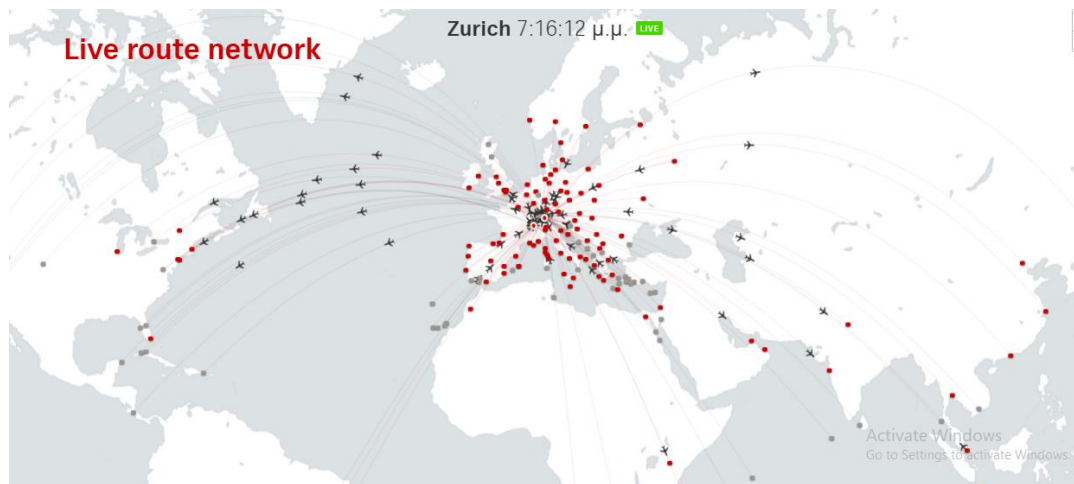 Zurich 7:16:12 μ.μ. LIVE
Live route network
Activate Windows
Go to Settings to activate Windows.